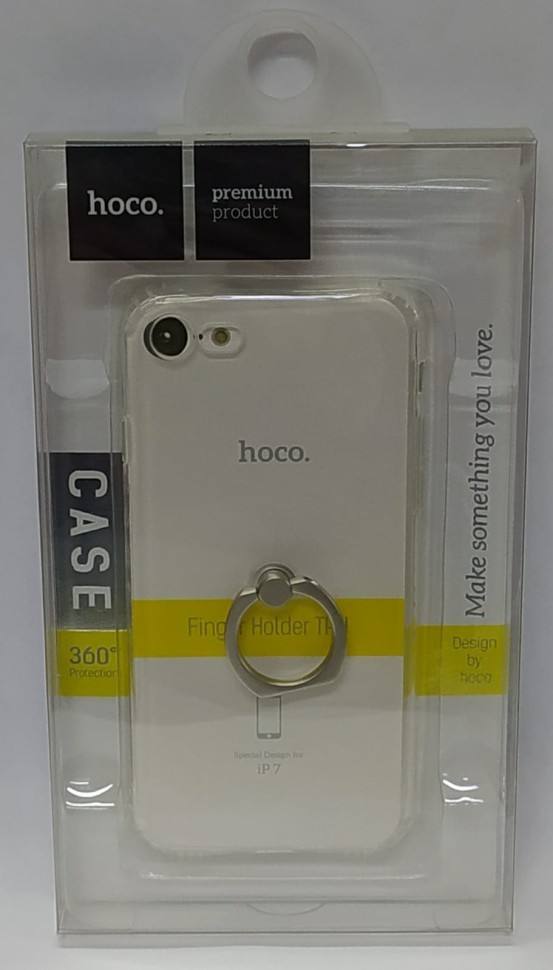 hoco.
premium
product
hoco.
CASE
Make something you love.
Finger Holder TPU
360°
Protection
Design
by
hoco
Special Design for
iP 7